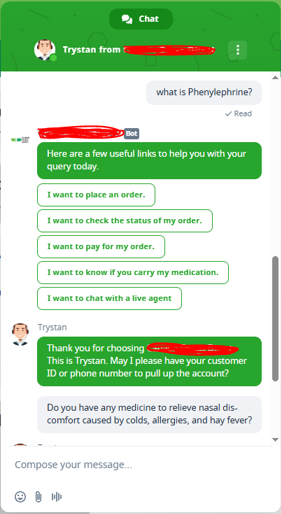 Chat
Trystan from
what is Phenylephrine?
Read
Bot
Here are a few useful links to help you with your
query today.
I want to place an order.
I want to check the status of my order.
I want to pay for my order.
I want to know if you carry my medication.
I want to chat with a live agent
Trystan
Thank you for choosing
This is Trystan. May I please have your customer
ID or phone number to pull up the account?
Do you have any medicine to relieve nasal dis-
comfort caused by colds, allergies, and hay fever?
Compose your message...